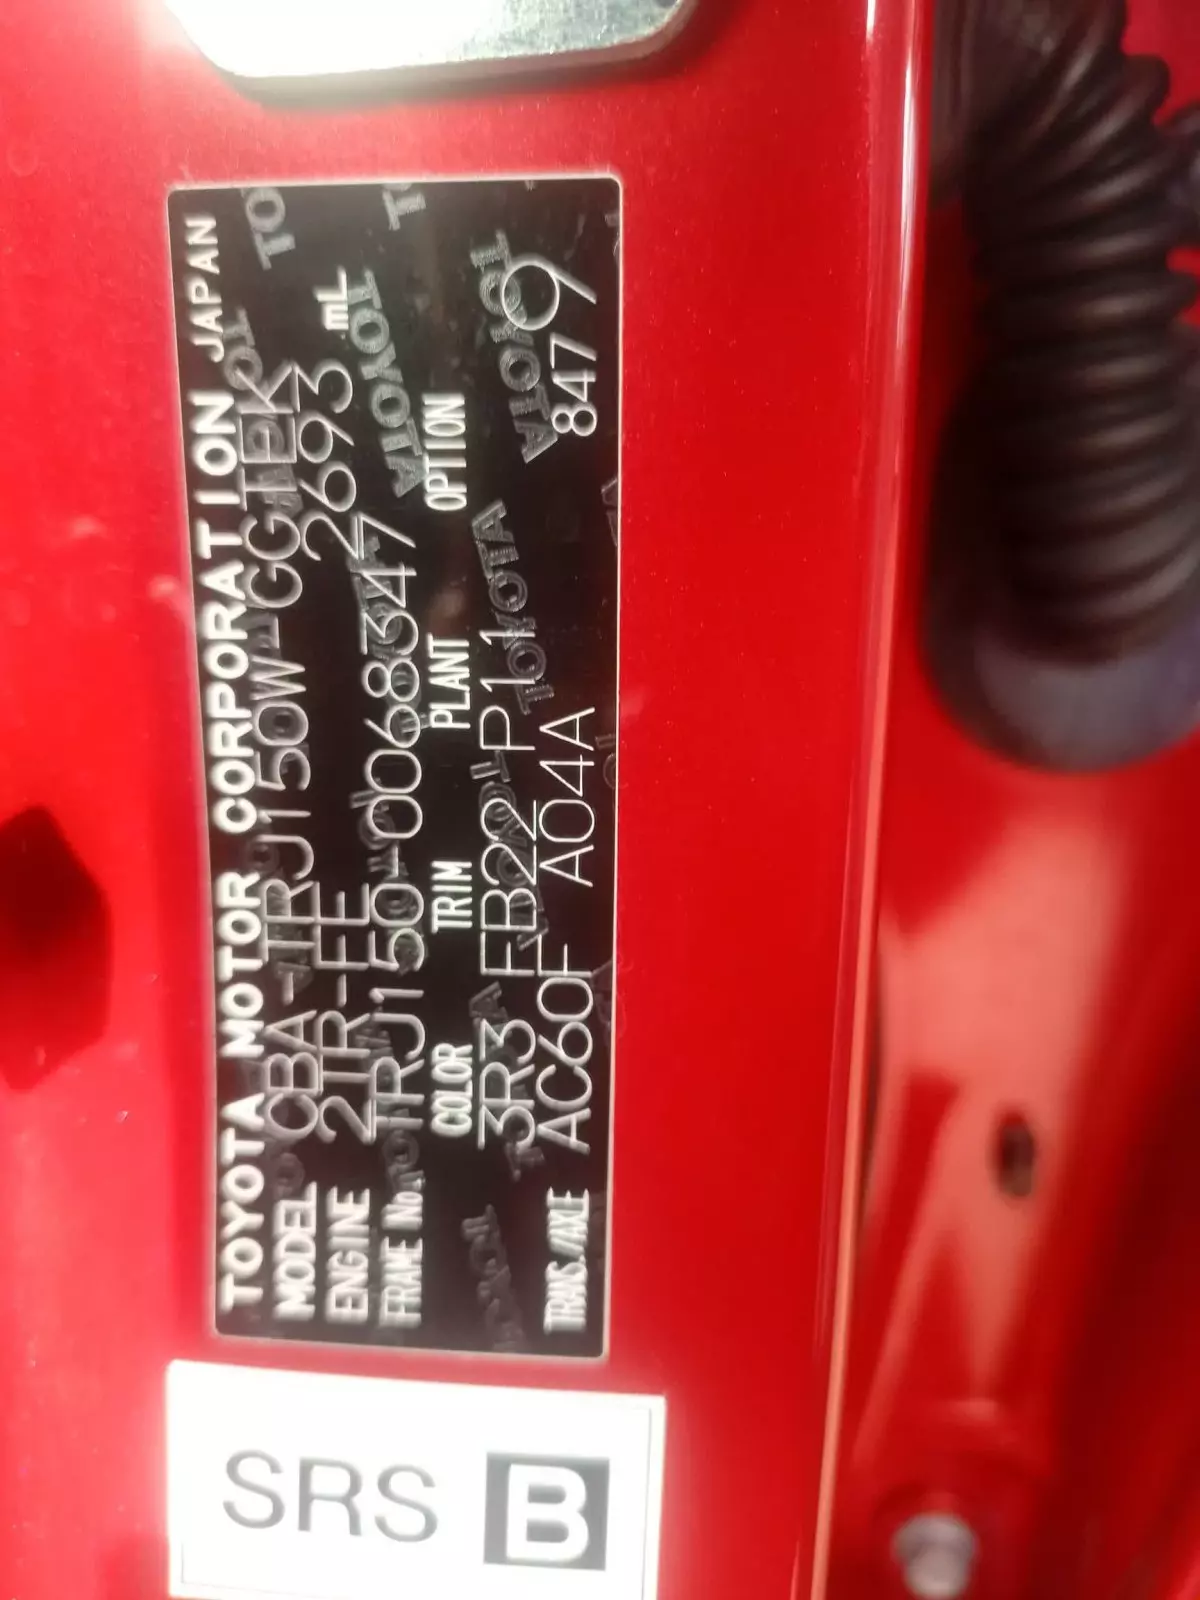 TOYOTA MOTOR CORPORATION JAPAN
MODEL CBA-TRJ150W-GGTEK
ENGINE 2TR-FE 2693 mL
FRAME No. TRJ150-0068347
COLOR TRIM PLANT OPTION
3R3 FB22 P11
TRANS./AXLE AC60F A04A 8479
SRS B